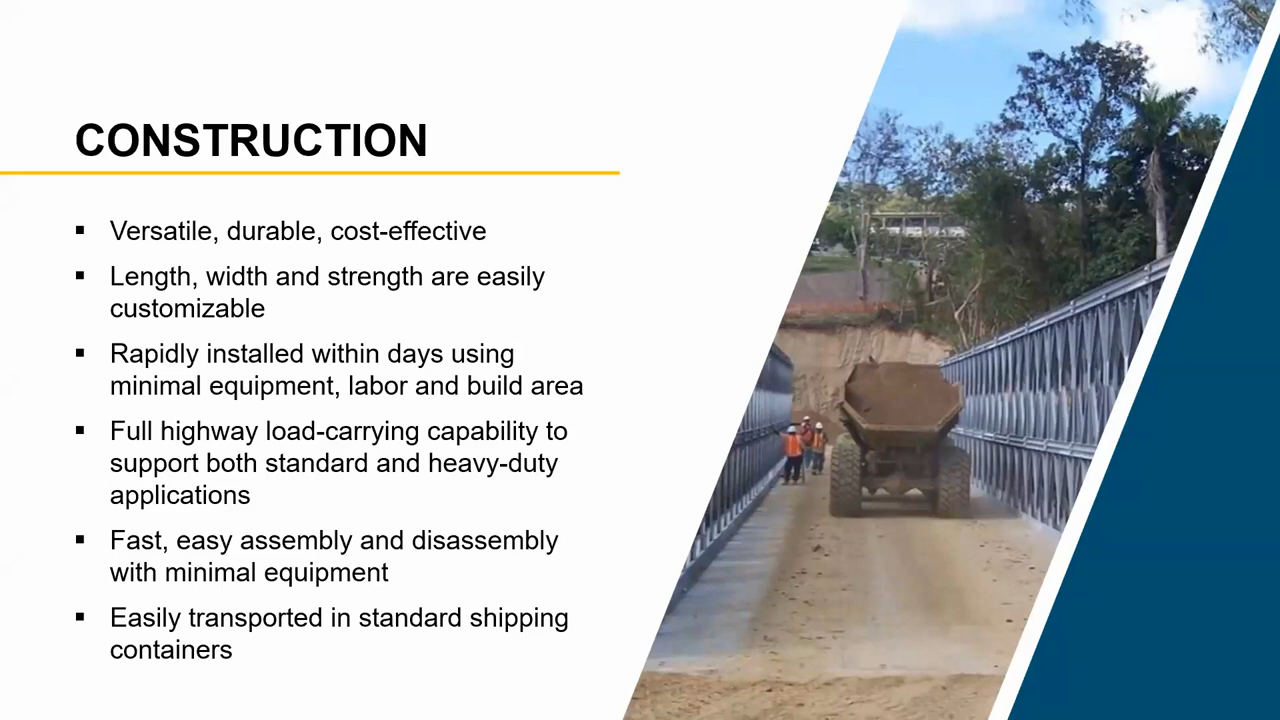 CONSTRUCTION
▪ Versatile, durable, cost-effective
▪ Length, width and strength are easily
customizable
▪ Rapidly installed within days using
minimal equipment, labor and build area
▪ Full highway load-carrying capability to
support both standard and heavy-duty
applications
▪ Fast, easy assembly and disassembly
with minimal equipment
▪ Easily transported in standard shipping
containers